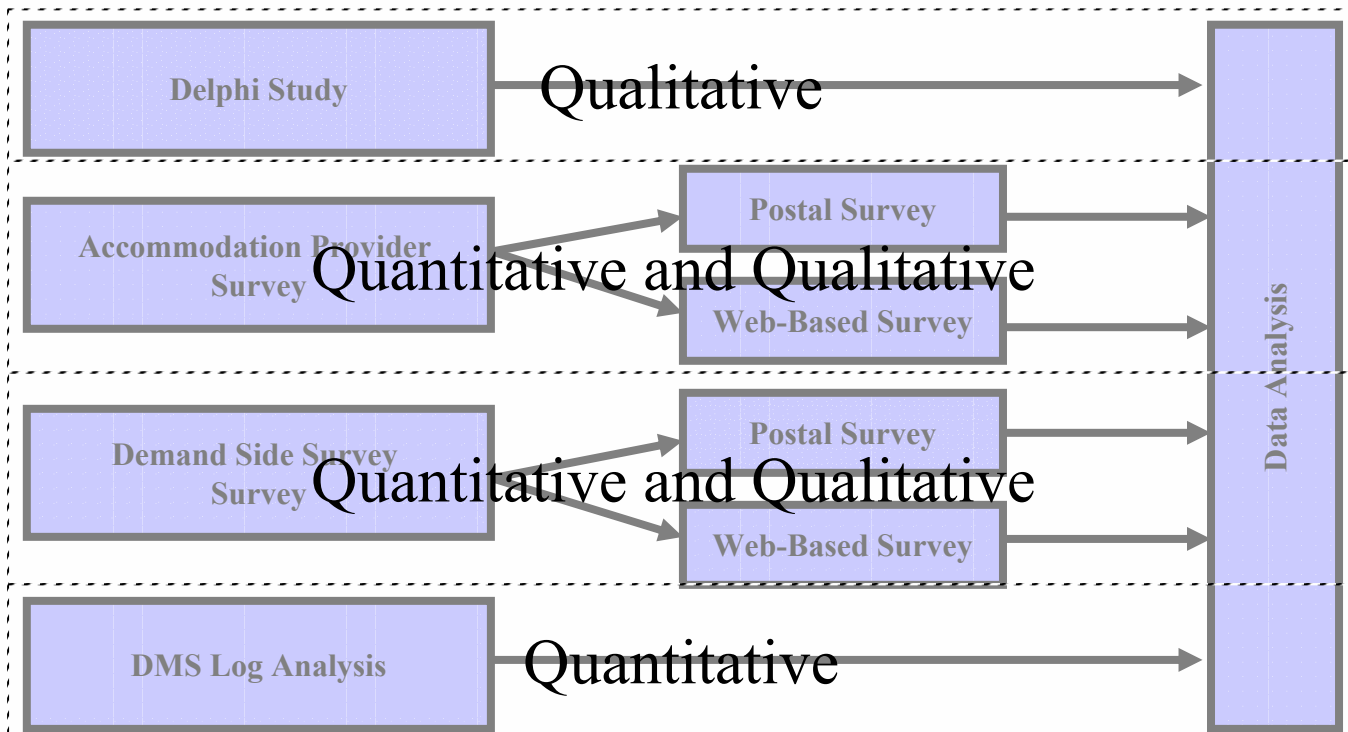 Delphi Study
Qualitative
Accommodation Provider
Survey
Quantitative and Qualitative
Postal Survey
Web-Based Survey
Demand Side Survey
Survey
Quantitative and Qualitative
Postal Survey
Web-Based Survey
DMS Log Analysis
Quantitative
Data Analysis